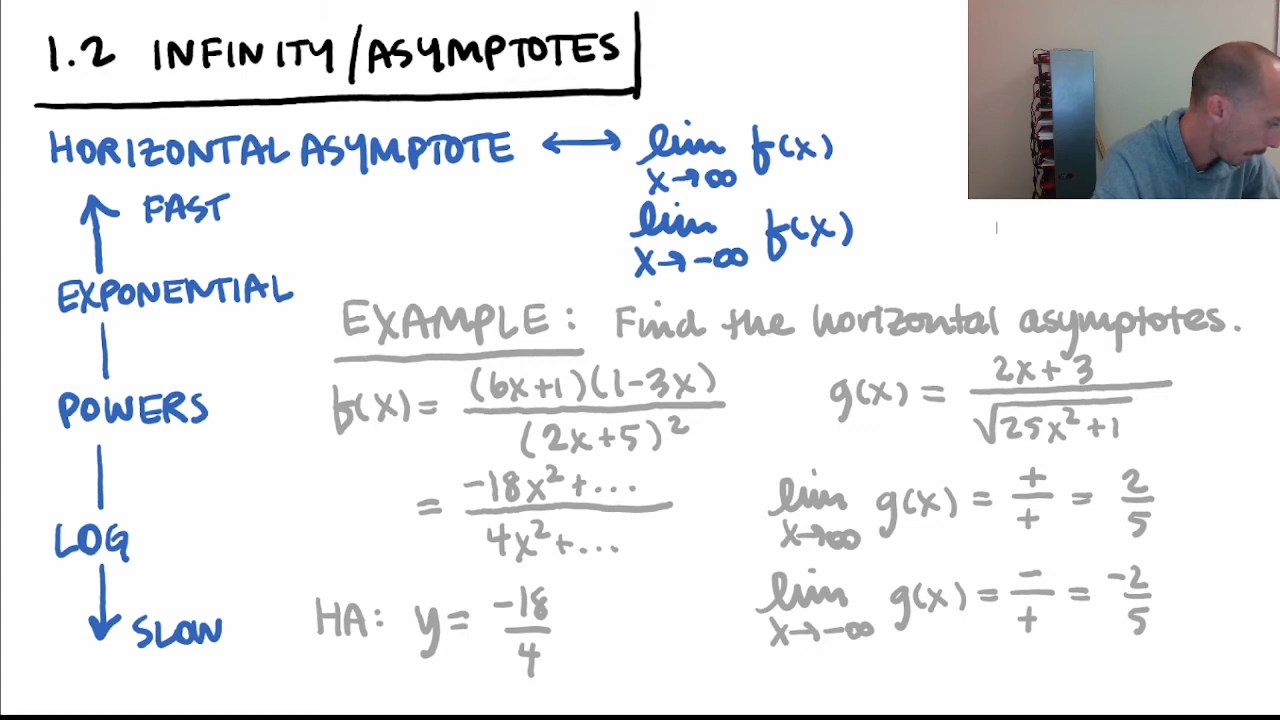 1.2 INFINITY/ASYMPTOTES
HORIZONTAL ASYMPTOTE ↔ lim x→∞ f(x)
lim x→-∞ f(x)
↑ FAST
EXPONENTIAL
POWERS
LOG
↓ SLOW
EXAMPLE: Find the horizontal asymptotes.
f(x) = (6x+1)(1-3x) / (2x+5)²
= -18x²+... / 4x²+...
HA: y = -18/4
g(x) = 2x+3 / √25x²+1
lim x→∞ g(x) = +/+ = 2/5
lim x→-∞ g(x) = -/+ = -2/5